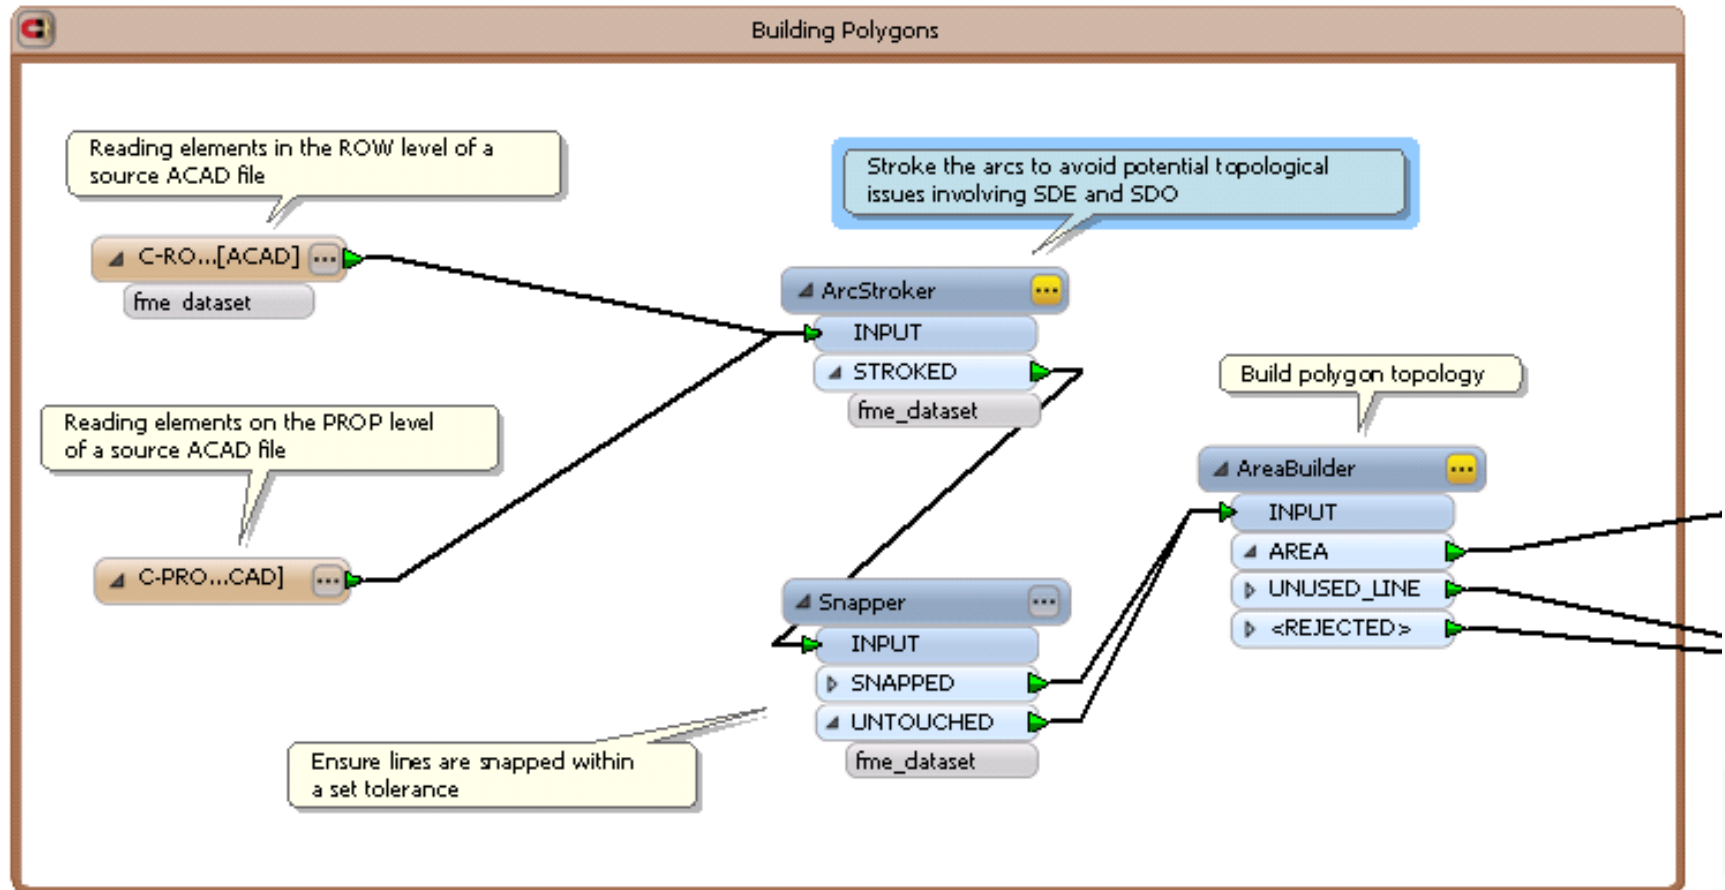 Building Polygons
Reading elements in the ROW level of a
source ACAD file
C-RO...[ACAD]
fme_dataset
Reading elements on the PROP level
of a source ACAD file
C-PRO...CAD]
Stroke the arcs to avoid potential topological
issues involving SDE and SDO
ArcStroker
INPUT
STROKED
fme_dataset
Snapper
INPUT
SNAPPED
UNTOUCHED
fme_dataset
Ensure lines are snapped within
a set tolerance
Build polygon topology
AreaBuilder
INPUT
AREA
UNUSED_LINE
<REJECTED>